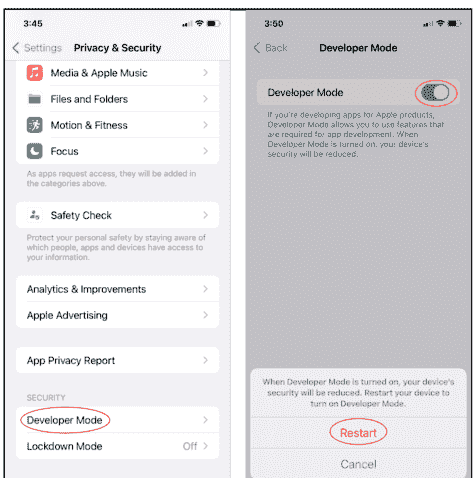 3:45
Settings Privacy & Security
Media & Apple Music
Files and Folders
Motion & Fitness
Focus
As apps request access, they will be added in
the categories above.
Safety Check
Protect your personal safety by staying aware of
which people, apps and devices have access to
your information.
Analytics & Improvements
Apple Advertising
App Privacy Report
SECURITY
Developer Mode
Lockdown Mode Off
3:50
Back Developer Mode
Developer Mode
If you're developing apps for Apple products,
Developer Mode allows you to use features that
are required for app development. When
Developer Mode is turned on, your device's
security will be reduced.
When Developer Mode is turned on, your device's
security will be reduced. Restart your device to
turn on Developer Mode.
Restart
Cancel